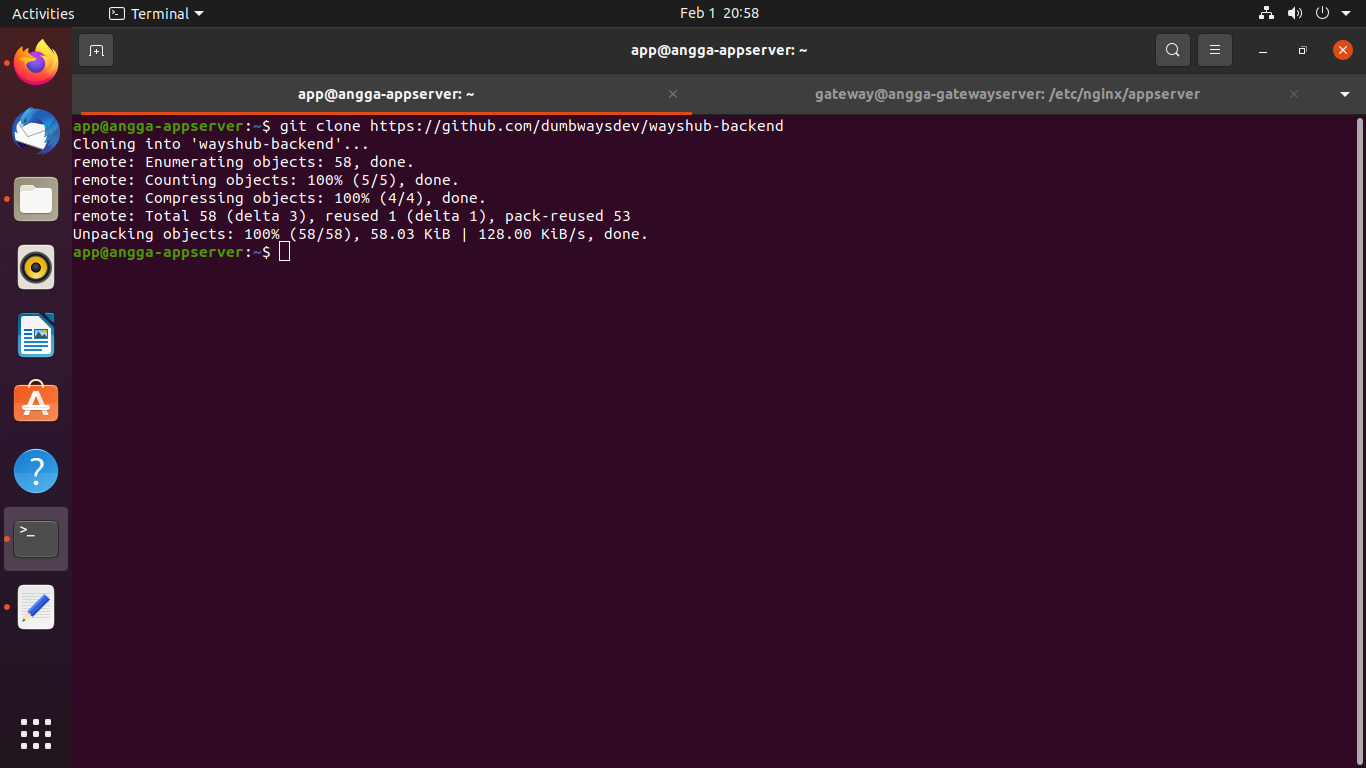 Activities
Terminal
Feb 1 20:58
app@angga-appserver: ~
app@angga-appserver: ~
gateway@angga-gatewayserver: /etc/nginx/appserver
app@angga-appserver:~$ git clone https://github.com/dumbwaysdev/wayshub-backend
Cloning into 'wayshub-backend'...
remote: Enumerating objects: 58, done.
remote: Counting objects: 100% (5/5), done.
remote: Compressing objects: 100% (4/4), done.
remote: Total 58 (delta 3), reused 1 (delta 1), pack-reused 53
Unpacking objects: 100% (58/58), 58.03 KiB | 128.00 KiB/s, done.
app@angga-appserver:~$